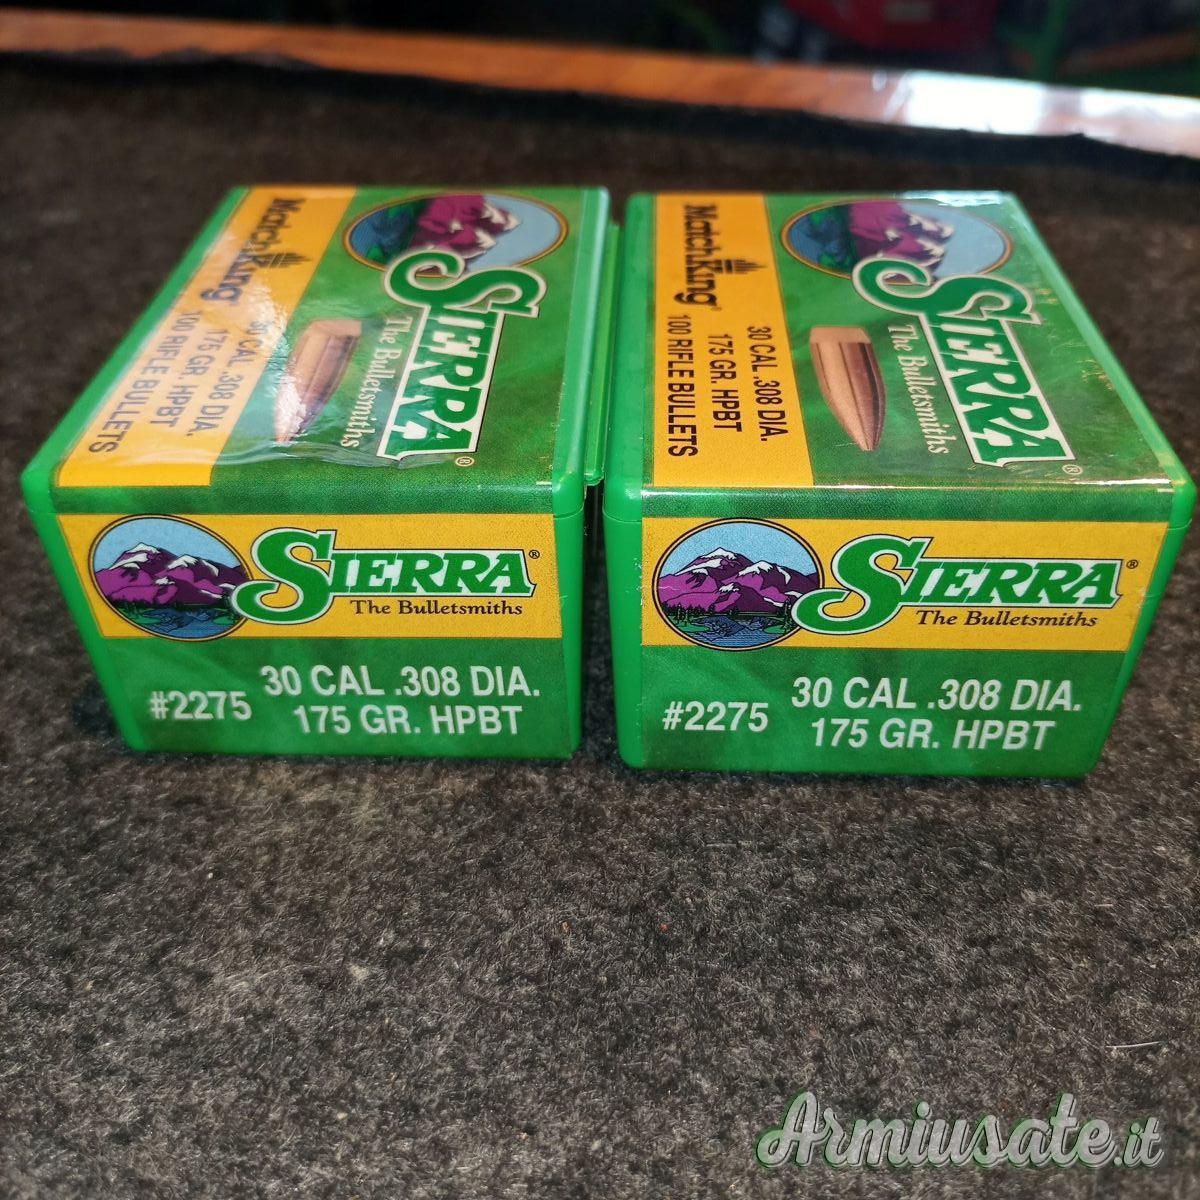 MatchKing
30 CAL .308 DIA.
175 GR. HPBT
100 RIFLE BULLETS
SIERRA®
The Bulletsmiths
SIERRA®
The Bulletsmiths
#2275
30 CAL .308 DIA.
175 GR. HPBT
MatchKing®
30 CAL .308 DIA.
175 GR. HPBT
100 RIFLE BULLETS
SIERRA®
The Bulletsmiths
SIERRA®
The Bulletsmiths
#2275
30 CAL .308 DIA.
175 GR. HPBT
Armiusate.it